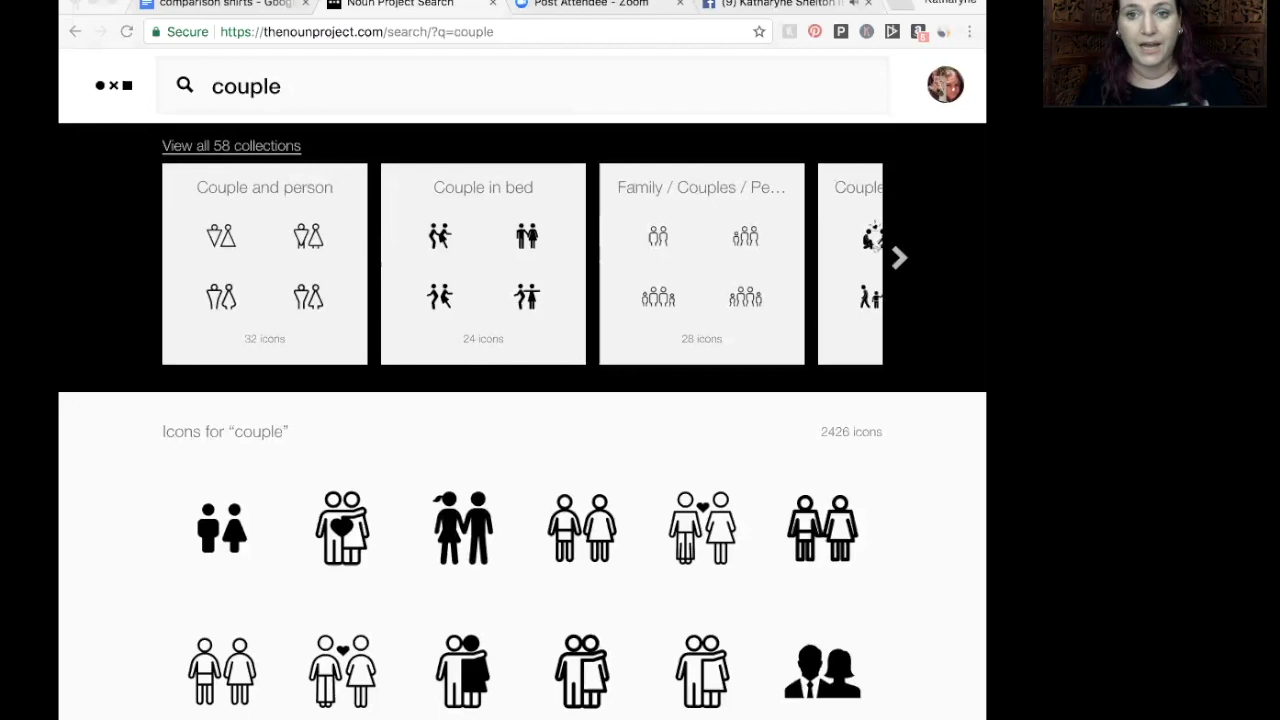 comparison shirts - Googl
Noun Project Search
Post Attendee - Zoom
(9) Katharyne Shelton
Katharyne
Secure
https://thenounproject.com/search/?q=couple
couple
View all 58 collections
Couple and person
Couple in bed
Family / Couples / Pe...
Couple
32 icons
24 icons
28 icons
Icons for “couple”
2426 icons